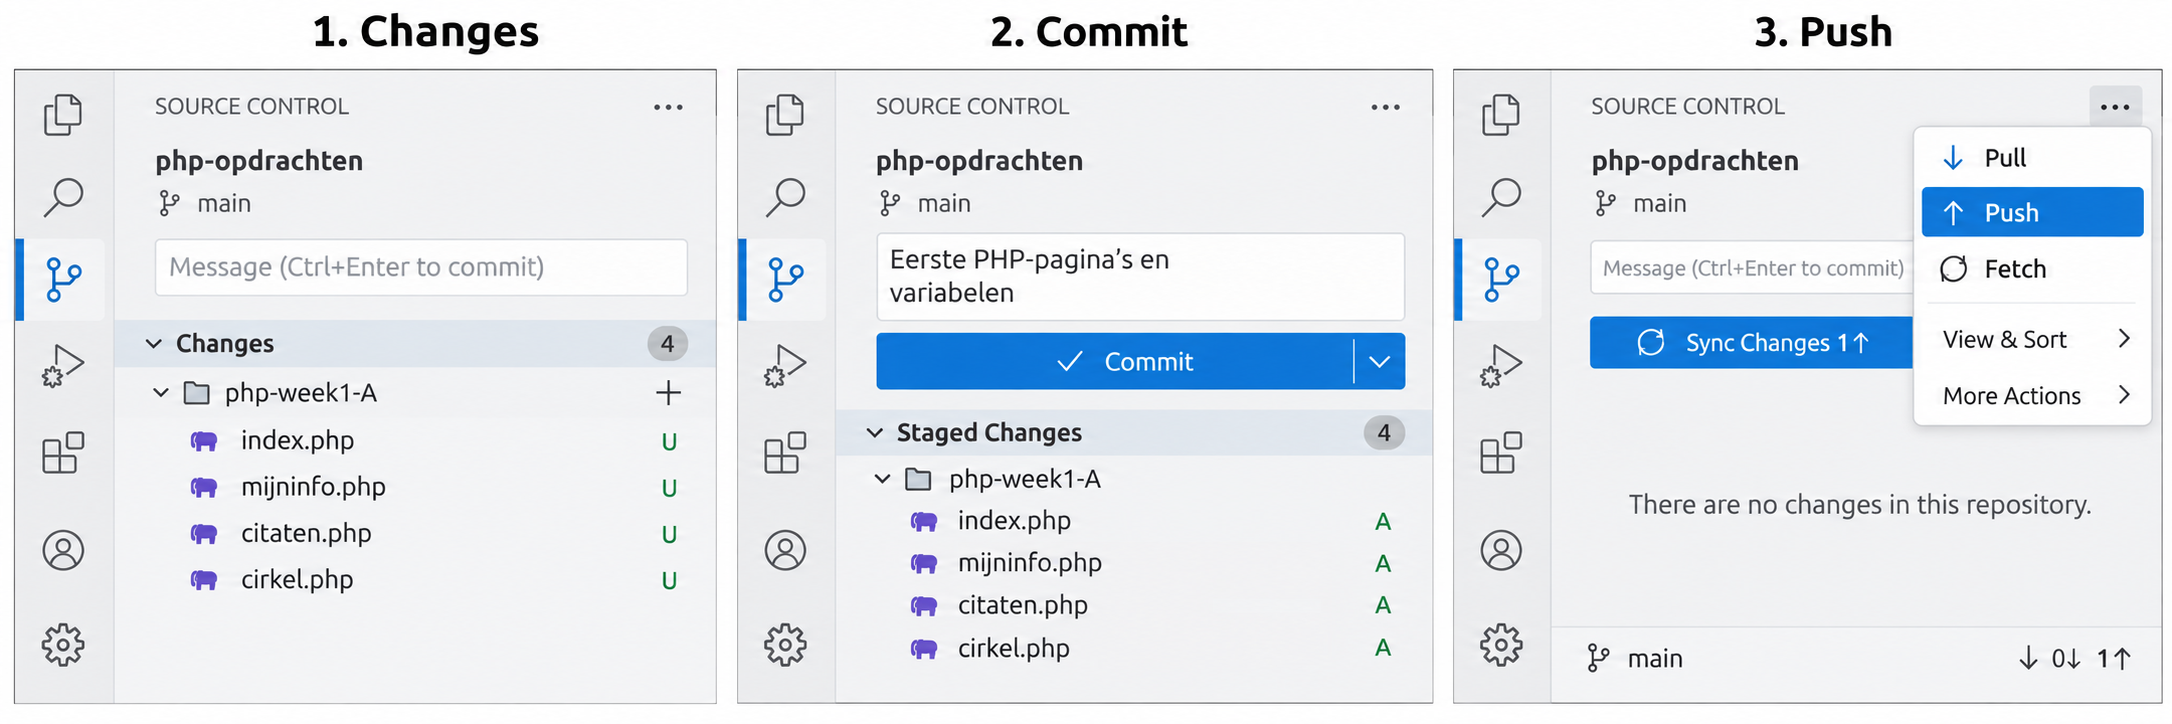 1. Changes
SOURCE CONTROL
php-opdrachten
main
Message (Ctrl+Enter to commit)
Changes 4
php-week1-A
index.php U
mijninfo.php U
citaten.php U
cirkel.php U
2. Commit
SOURCE CONTROL
php-opdrachten
main
Eerste PHP-pagina’s en
variabelen
Commit
Staged Changes 4
php-week1-A
index.php A
mijninfo.php A
citaten.php A
cirkel.php A
3. Push
SOURCE CONTROL
php-opdrachten
main
Message (Ctrl+Enter to commit)
Sync Changes 1↑
Pull
Push
Fetch
View & Sort
More Actions
There are no changes in this repository.
main ↓ 0↓ 1↑